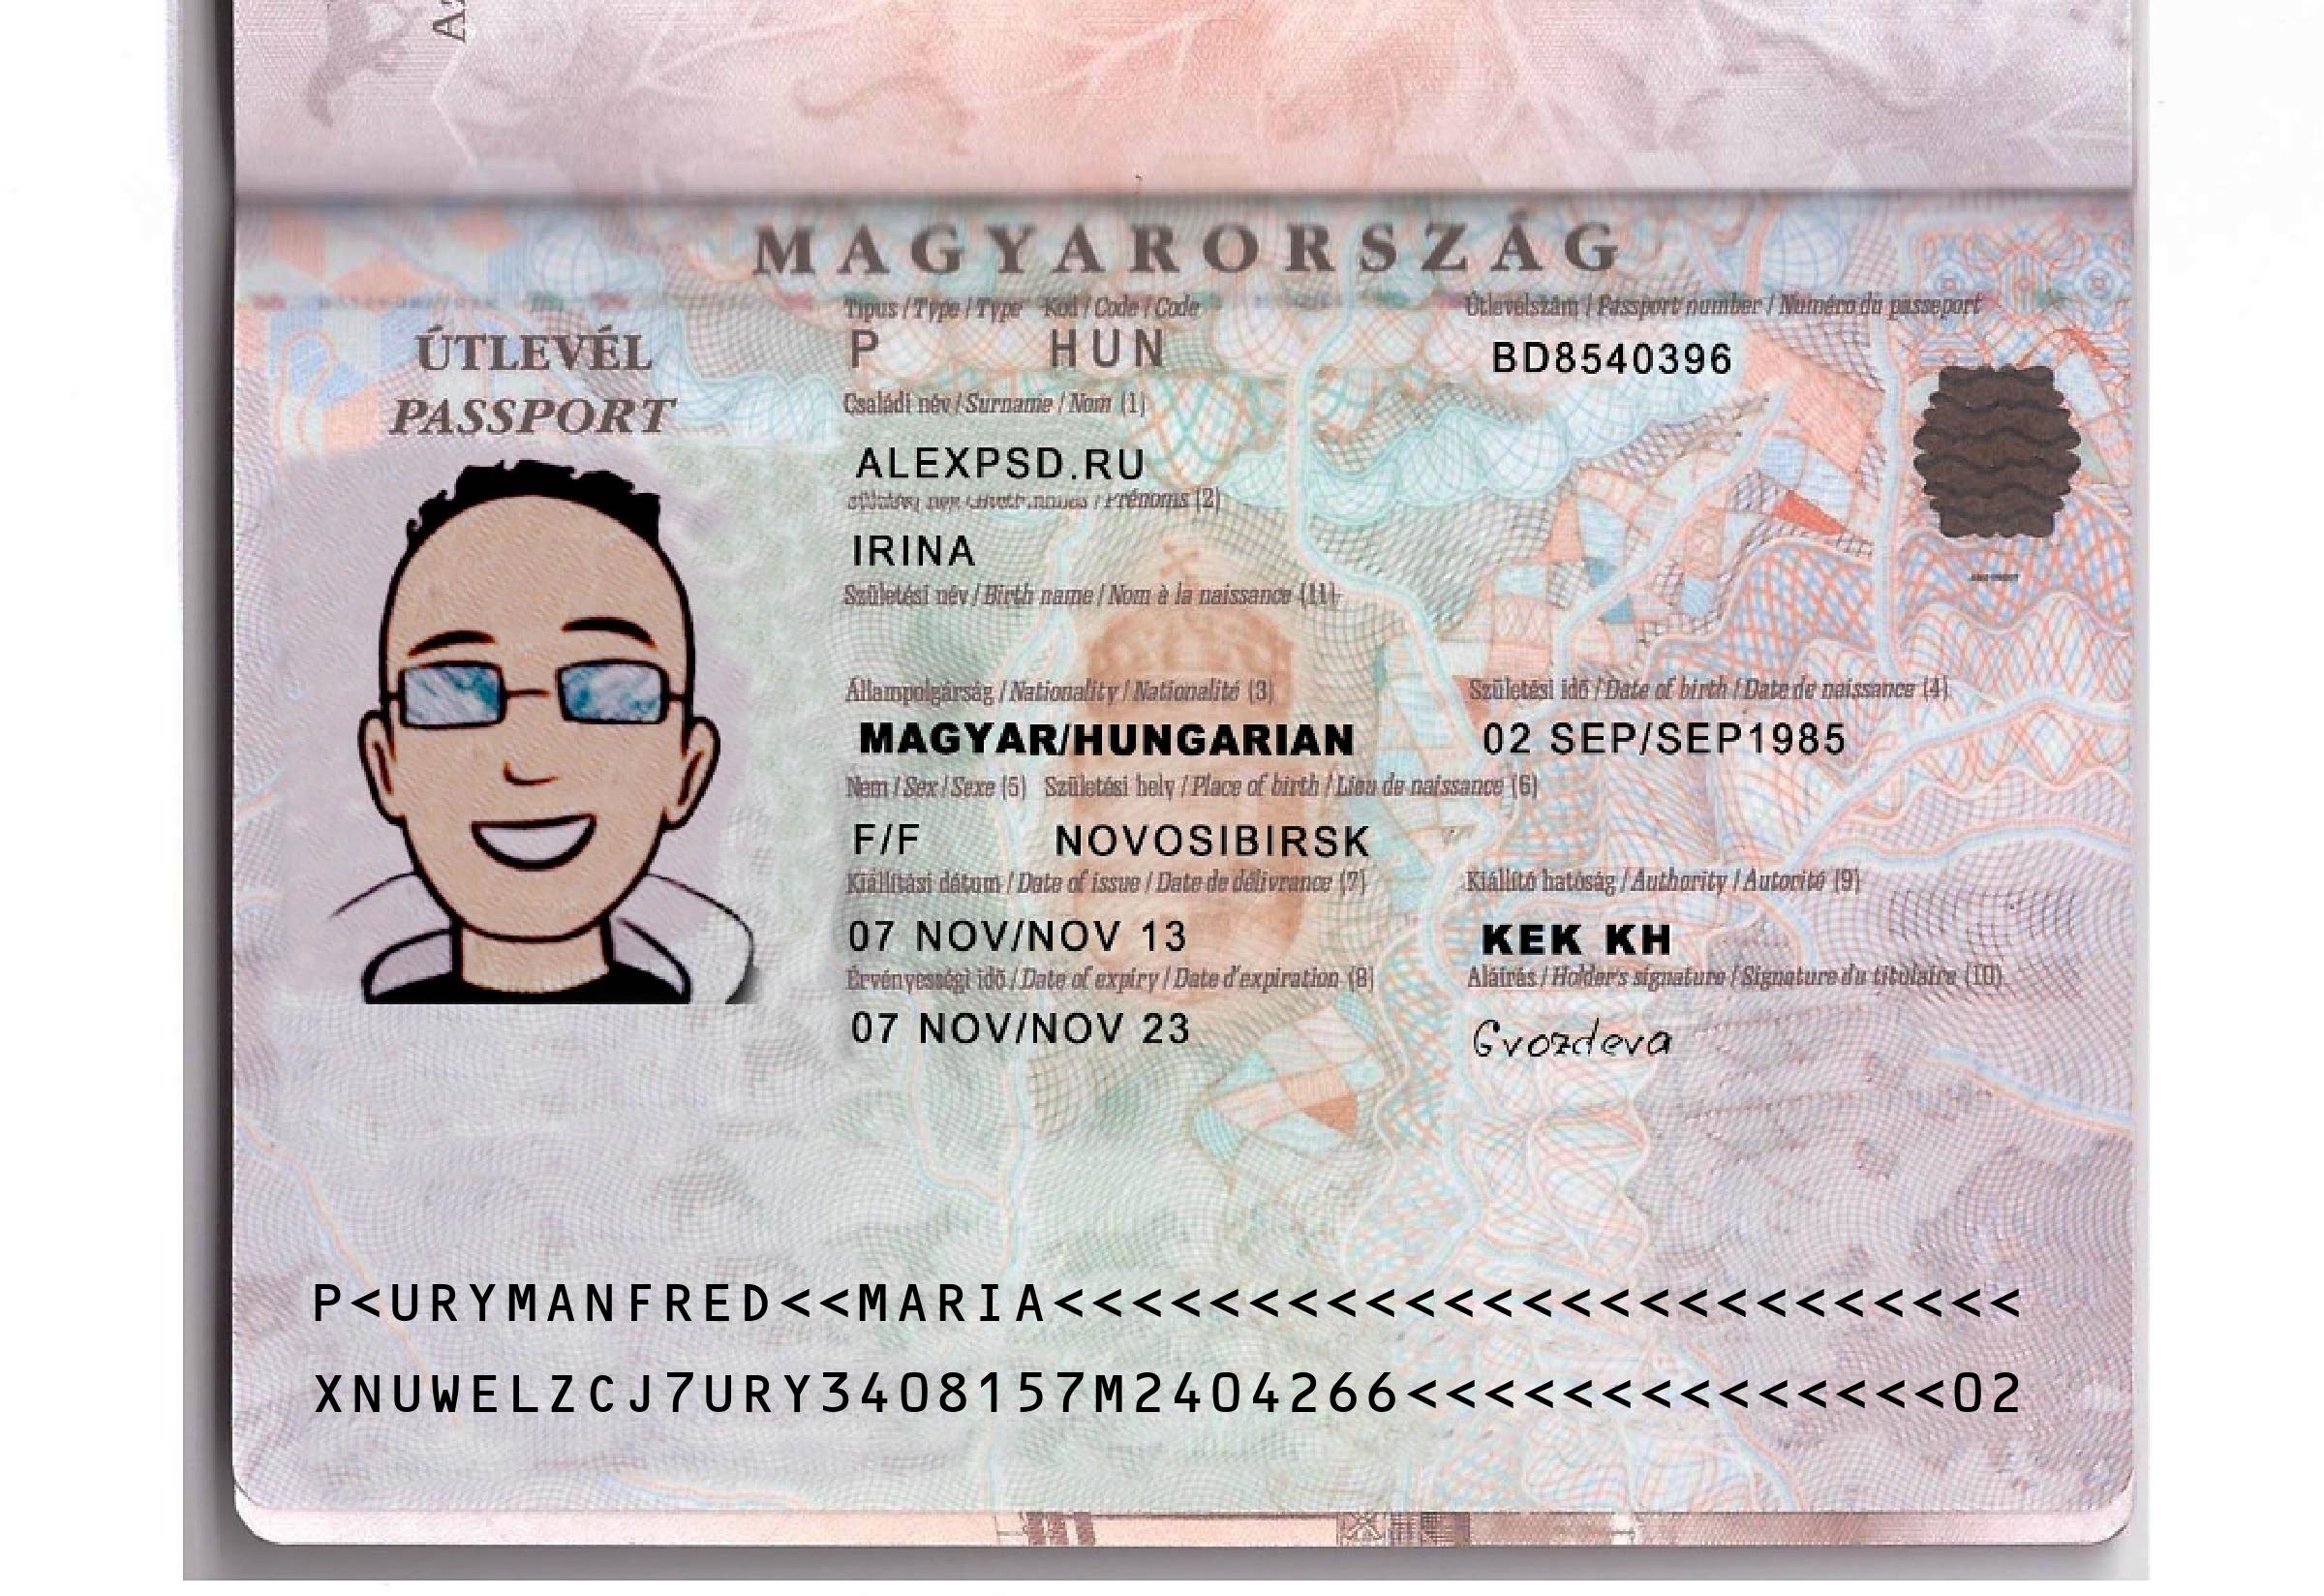 MAGYARORSZÁG
Típus / Type / Type Kód / Code / Code
Útlevélszám / Passport number / Numéro du passeport
ÚTLEVÉL
PASSPORT
P HUN
BD8540396
Családi név / Surname / Nom (1)
ALEXPSD.RU
/ Prénoms (2)
IRINA
Születési név / Birth name / Nom à la naissance (11)
Állampolgárság / Nationality / Nationalité (3)
Születési idő / Date of birth / Date de naissance (4)
MAGYAR/HUNGARIAN
02 SEP/SEP1985
Nem / Sex / Sexe (5) Születési hely / Place of birth / Lieu de naissance (6)
F/F NOVOSIBIRSK
Kiállítási dátum / Date of issue / Date de délivrance (7)
Kiállító hatóság / Authority / Autorité (9)
07 NOV/NOV 13
KEK KH
Érvényességi idő / Date of expiry / Date d'expiration (8)
Aláírás / Holder's signature / Signature du titulaire (10)
07 NOV/NOV 23
Gvozdeva
P<URYMANFRED<<MARIA<<<<<<<<<<<<<<<<<<<<<<<<<
XNUWELZCJ7URY3408157M2404266<<<<<<<<<<<<<<02